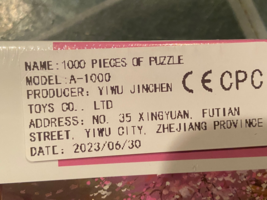 NAME: 1000 PIECES OF PUZZLE
MODEL: A-1000
PRODUCER: YIWU JINCHEN
TOYS CO., LTD
CE CPC
ADDRESS: NO. 35 XINGYUAN, FUTIAN
STREET, YIWU CITY, ZHEJIANG PROVINCE
DATE: 2023/06/30